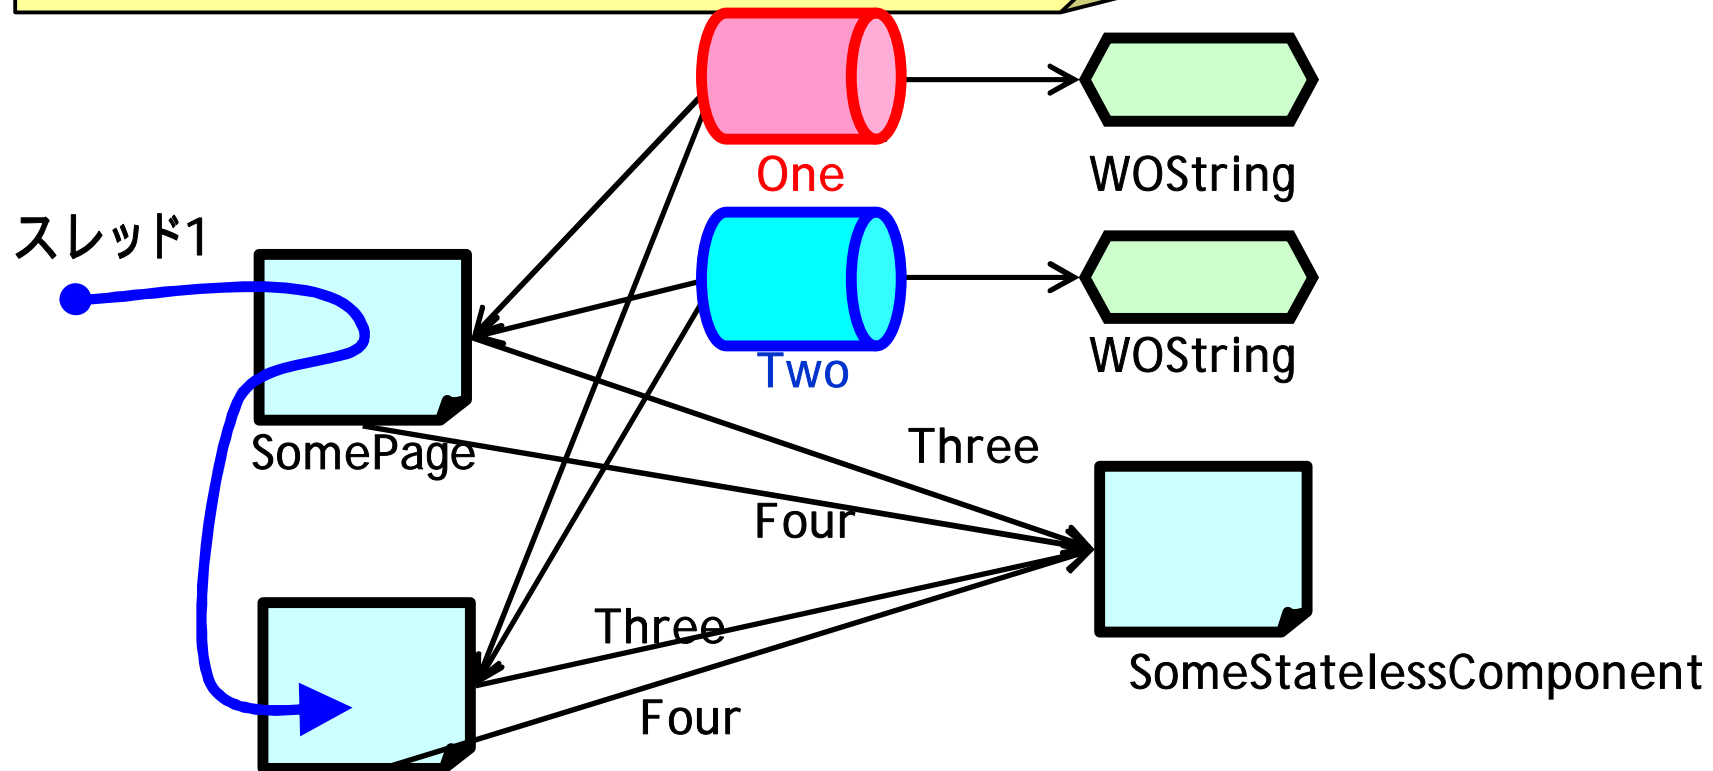 One
WOString
スレッド1
Two
WOString
SomePage
Three
Four
Three
SomeStatelessComponent
Four